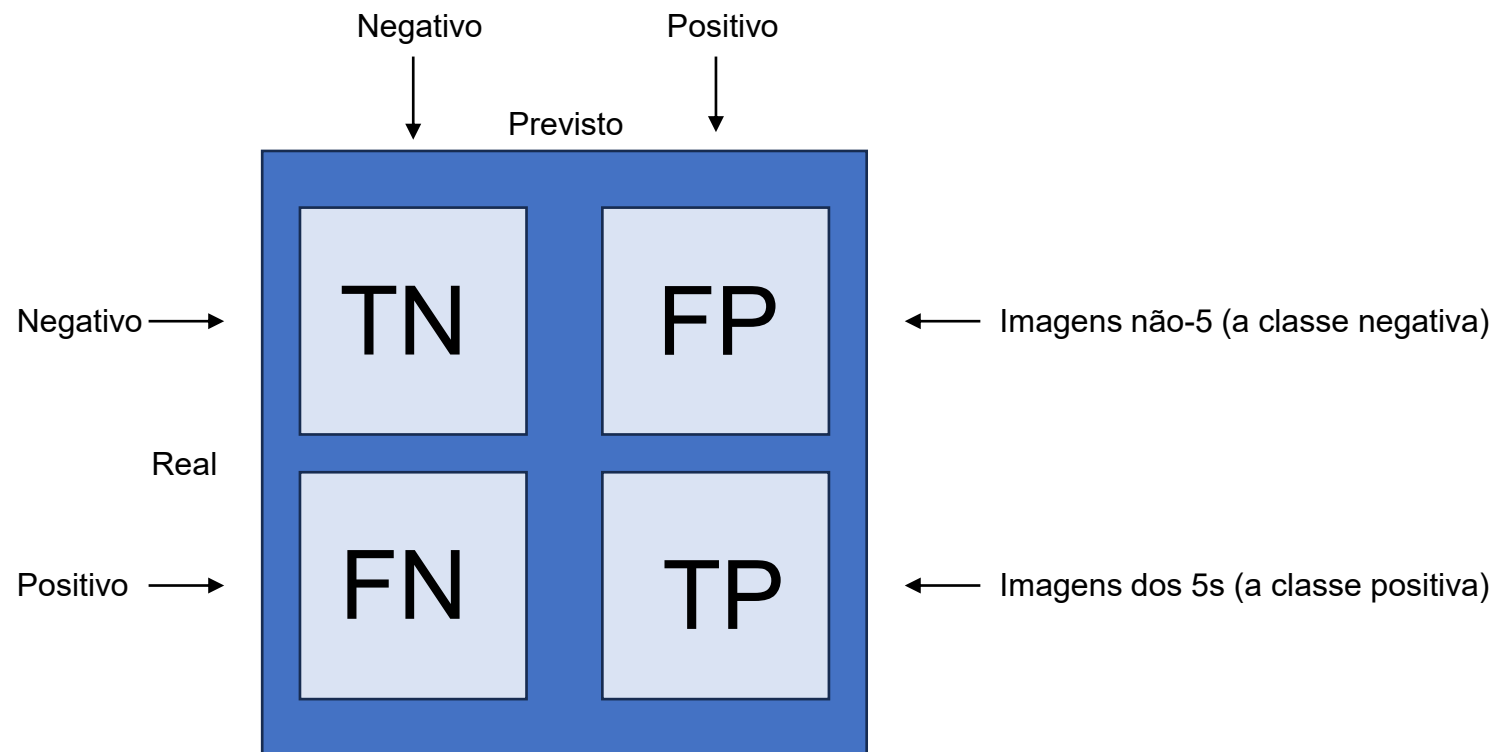 Negativo
Positivo
Previsto
TN
FP
Negativo
Imagens não-5 (a classe negativa)
Real
FN
TP
Positivo
Imagens dos 5s (a classe positiva)